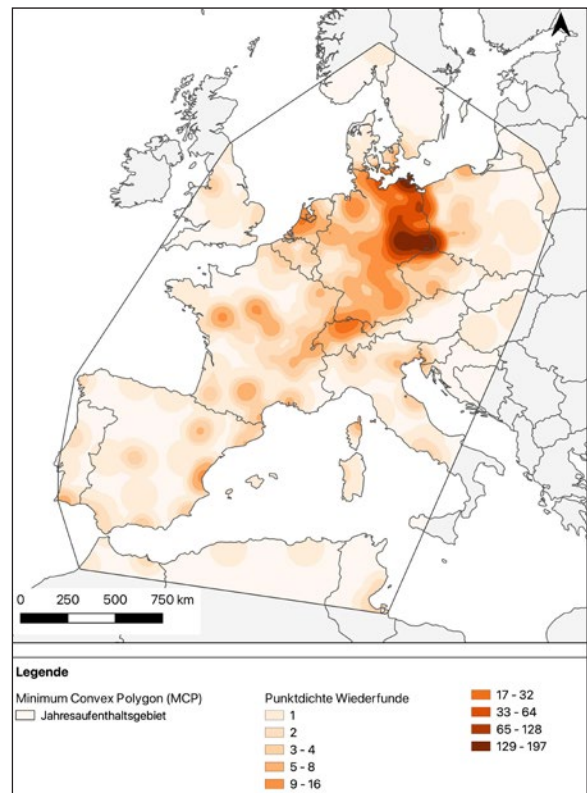 0 250 500 750 km
Legende
Minimum Convex Polygon (MCP)
Jahresaufenthaltsgebiet
Punktdichte Wiederfunde
1
2
3 - 4
5 - 8
9 - 16
17 - 32
33 - 64
65 - 128
129 - 197